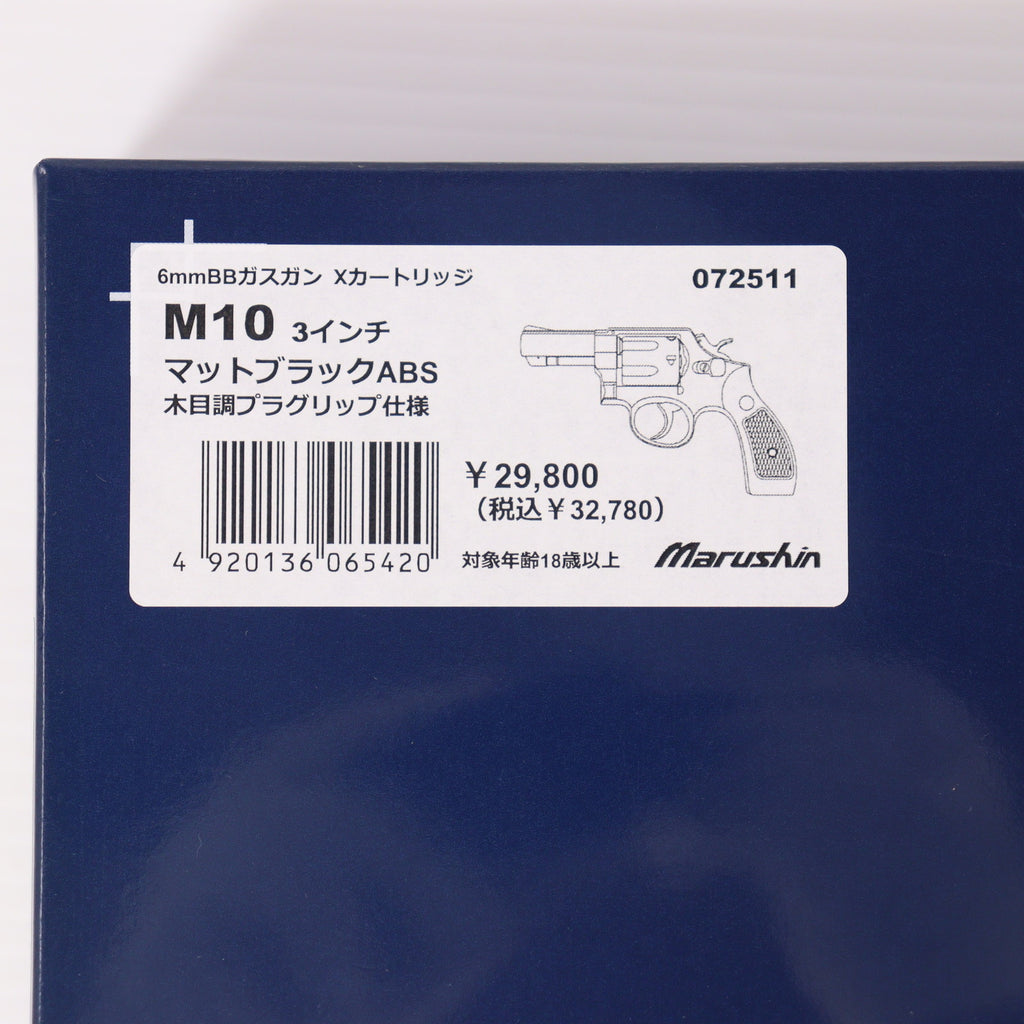 6mmBBガスガン Xカートリッジ
072511
M10 3インチ
マットブラックABS
木目調プラグリップ仕様
￥29,800
（税込￥32,780）
4 920136 065420
対象年齢18歳以上
Marushin